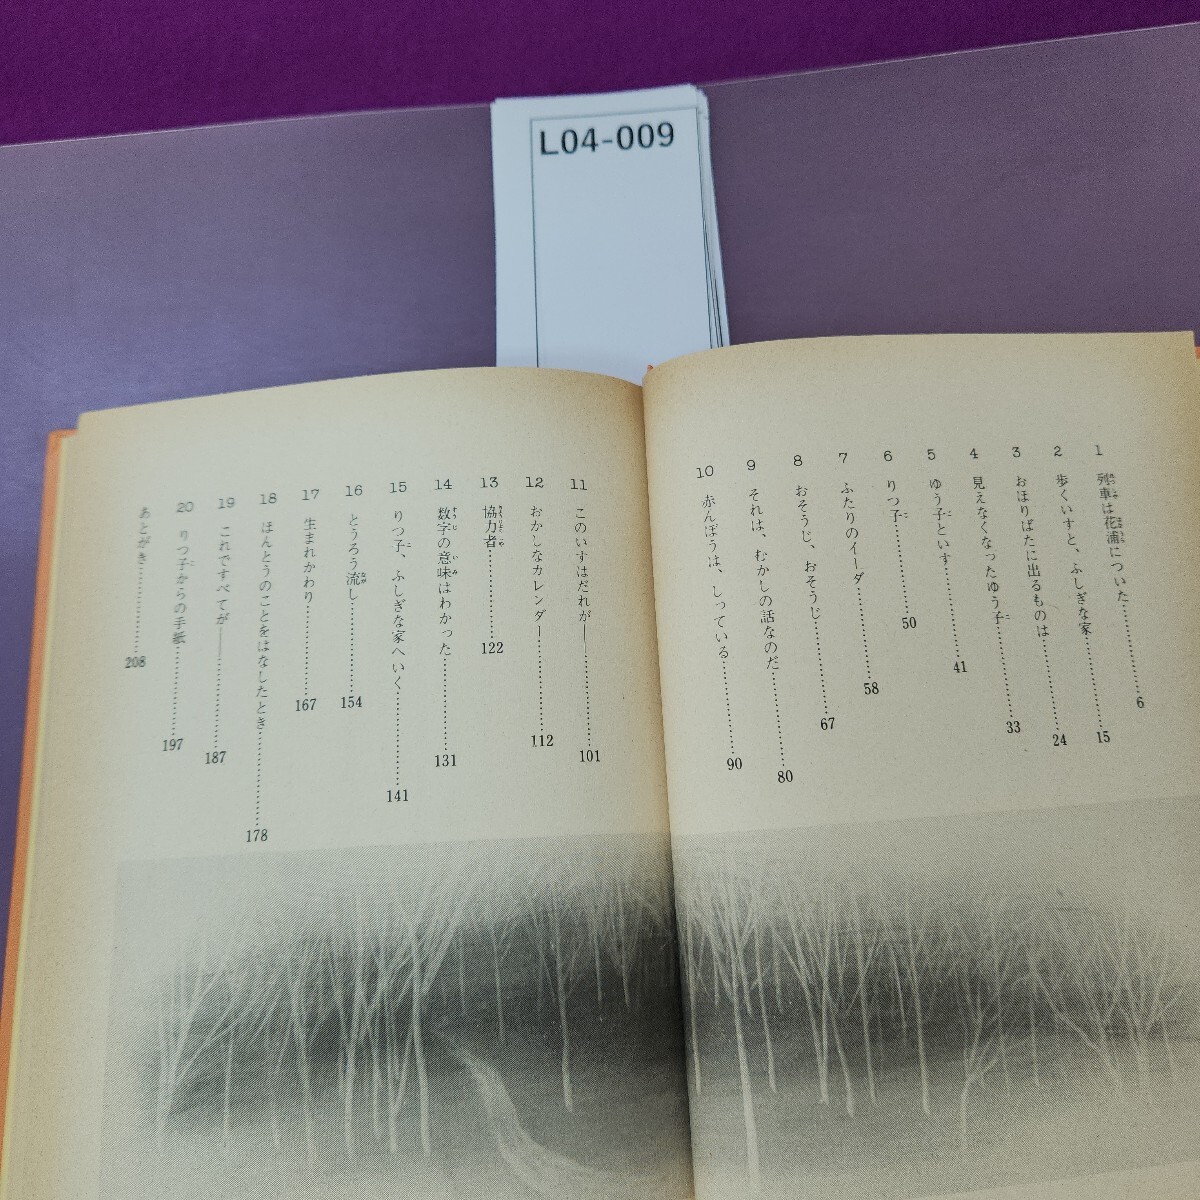 L04-009
1 列車は花浦についた……………6
2 歩くいすと、ふしぎな家……………15
3 おほりばたに出るものは……………24
4 見えなくなったゆう子……………33
5 ゆう子といす……………41
6 りつ子……………50
7 ふたりのイーダ……………58
8 おそうじ、おそうじ……………67
9 それは、むかしの話なのだ……………80
10 赤んぼうは、しっている……………90
11 このいすはだれが――……………101
12 おかしなカレンダー……………112
13 協力者……………122
14 数字の意味はわかった……………131
15 りつ子、ふしぎな家へいく……………141
16 とうろう流し……………154
17 生まれかわり……………167
18 ほんとうのことをはなしたとき……………178
19 これですべてが――……………187
20 りつ子からの手紙……………197
あとがき……………208